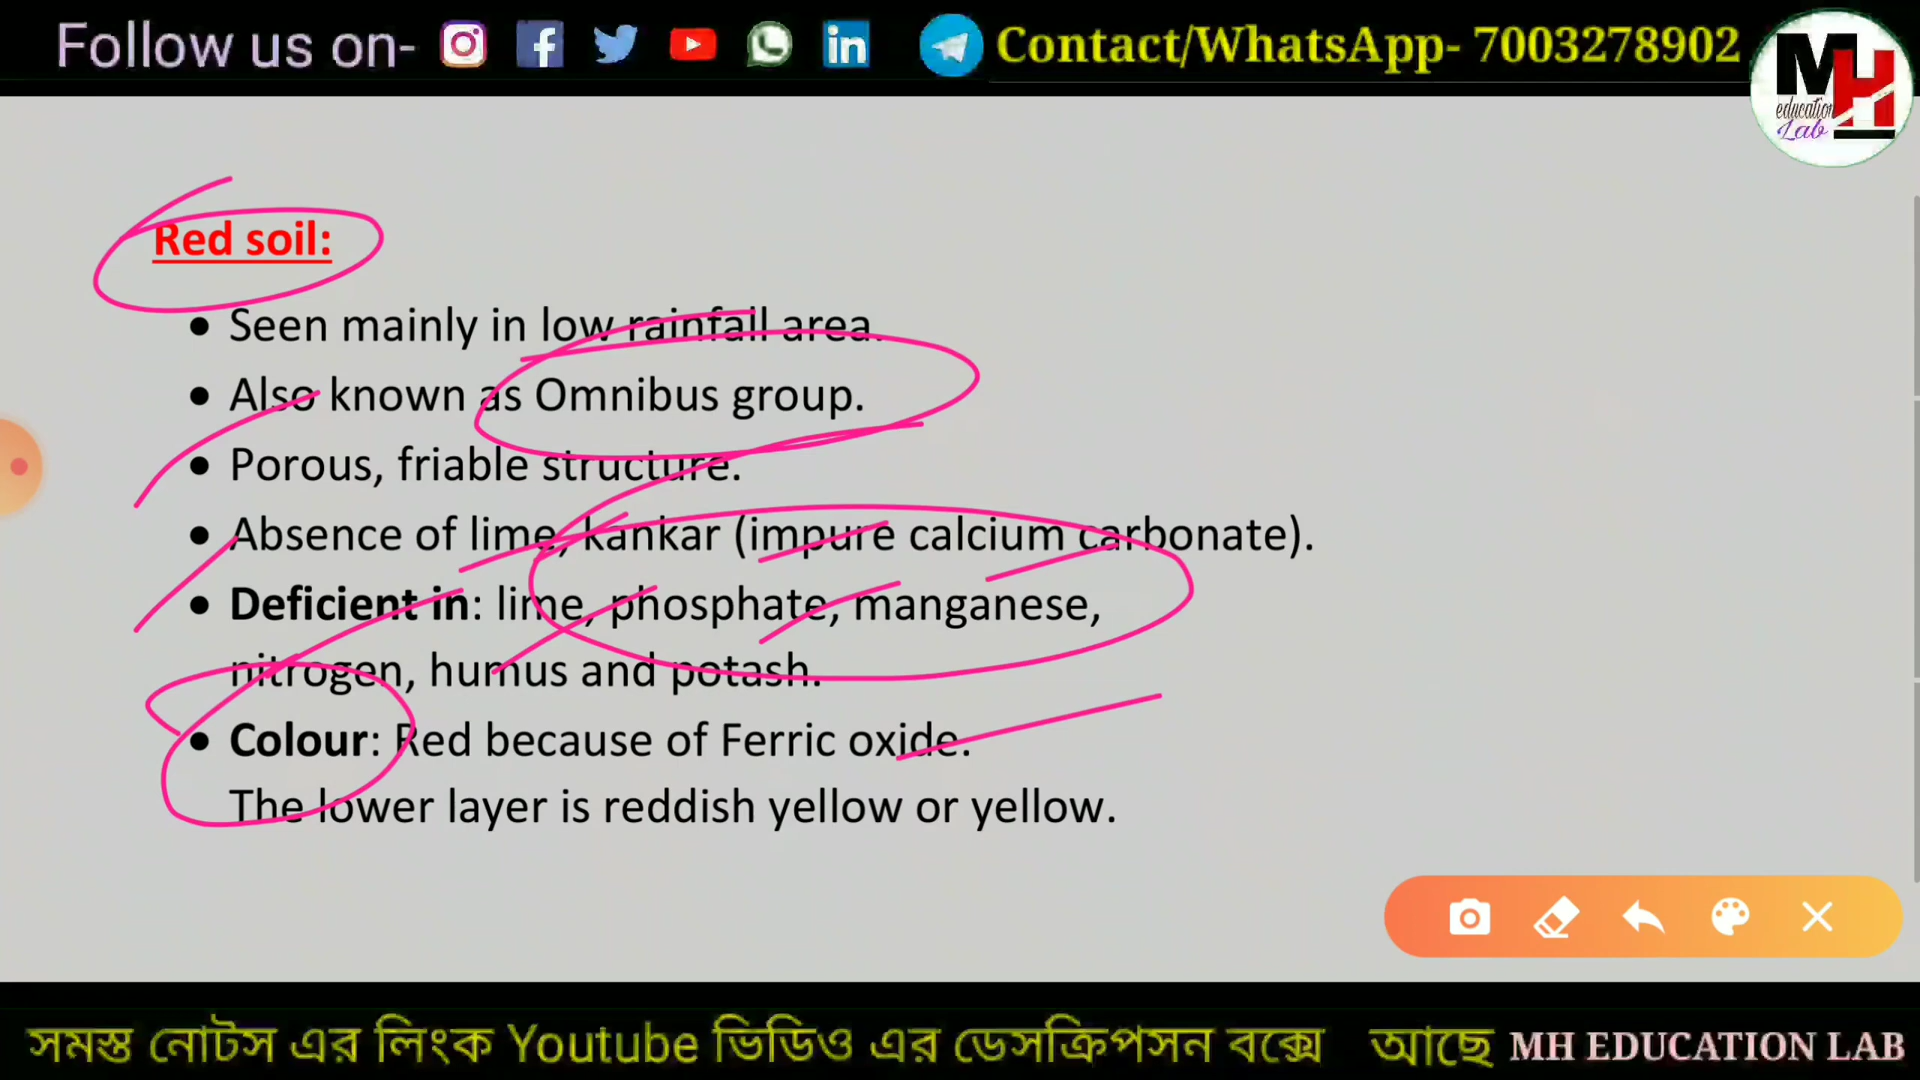 Follow us on- Contact/WhatsApp- 7003278902
MH
education
Lab
Red soil:
• Seen mainly in low rainfall area.
• Also known as Omnibus group.
• Porous, friable structure.
• Absence of lime, kankar (impure calcium carbonate).
• Deficient in: lime, phosphate, manganese,
nitrogen, humus and potash.
• Colour: Red because of Ferric oxide.
The lower layer is reddish yellow or yellow.
সমস্ত নোটস এর লিংক Youtube ভিডিও এর ডেসক্রিপসন বক্সে আছে MH EDUCATION LAB